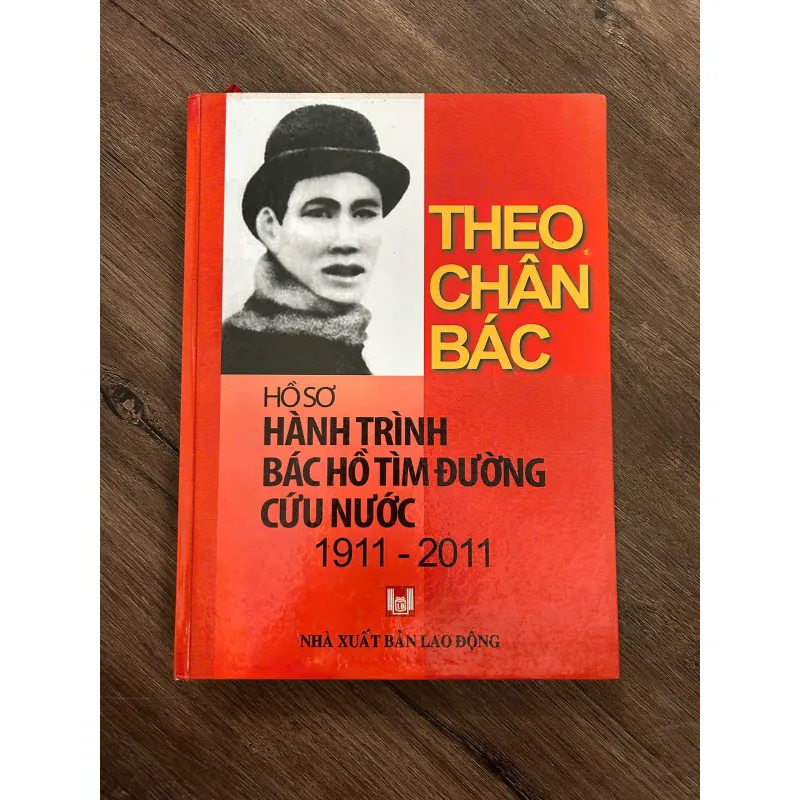 THEO
CHÂN
BÁC
HỒ SƠ
HÀNH TRÌNH
BÁC HỒ TÌM ĐƯỜNG
CỨU NƯỚC
1911 - 2011
LĐ
NHÀ XUẤT BẢN LAO ĐỘNG